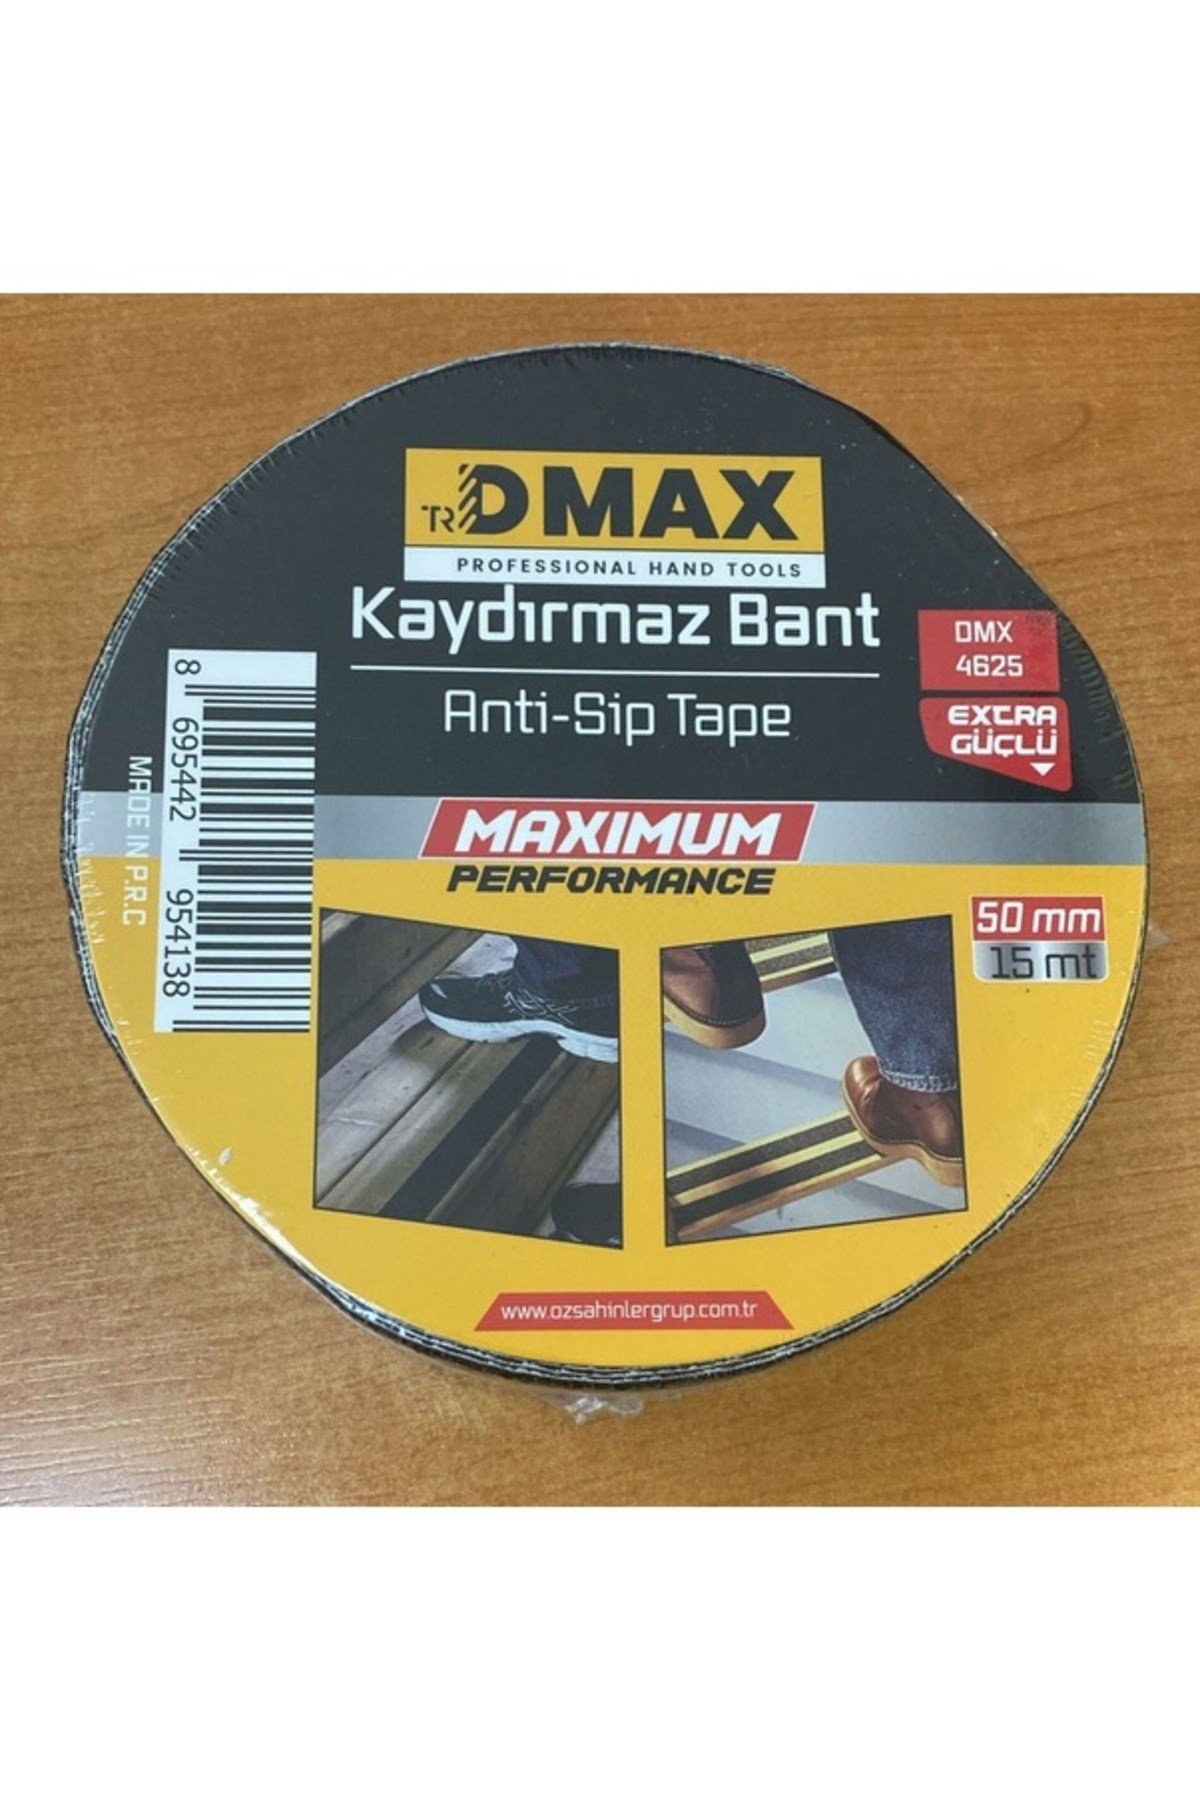 TR DMAX
PROFESSIONAL HAND TOOLS
Kaydırmaz Bant
Anti-Sip Tape
DMX
4625
EXTRA
GÜÇLÜ
8 695442 954138
MADE IN P.R.C
MAXIMUM
PERFORMANCE
50 mm
15 mt
www.ozsahinlergrup.com.tr